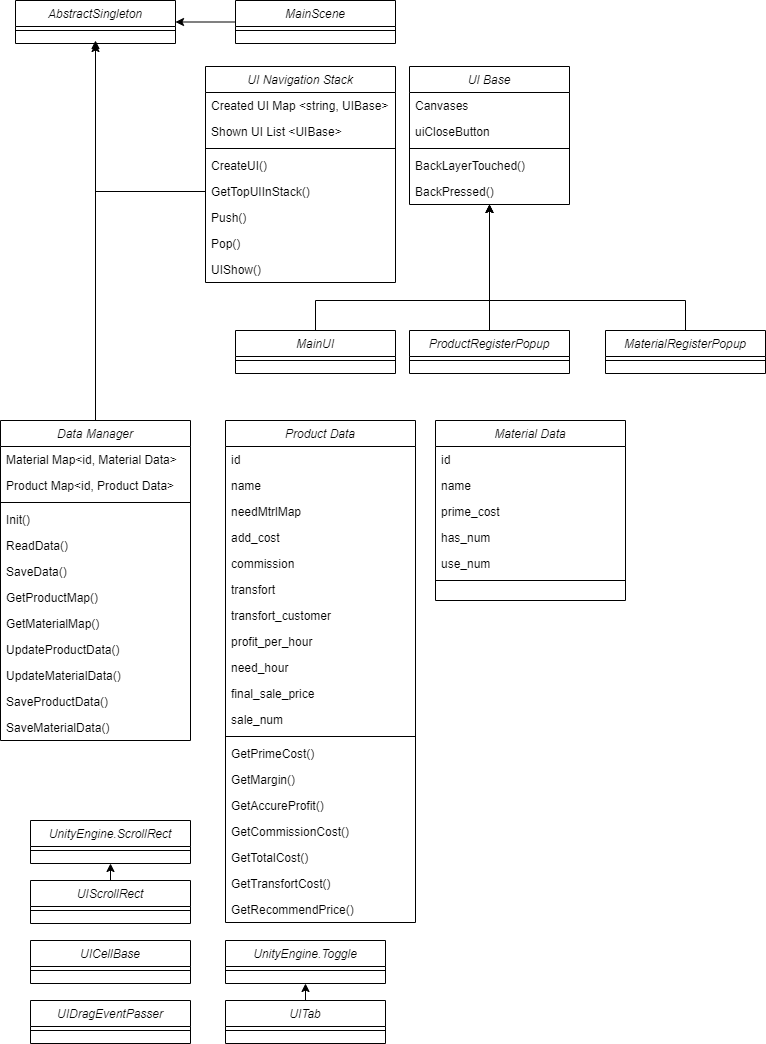 AbstractSingleton
MainScene
UI Navigation Stack
Created UI Map <string, UIBase>
Shown UI List <UIBase>
CreateUI()
GetTopUIInStack()
Push()
Pop()
UIShow()
UI Base
Canvases
uiCloseButton
BackLayerTouched()
BackPressed()
MainUI
ProductRegisterPopup
MaterialRegisterPopup
Data Manager
Material Map<id, Material Data>
Product Map<id, Product Data>
Init()
ReadData()
SaveData()
GetProductMap()
GetMaterialMap()
UpdateProductData()
UpdateMaterialData()
SaveProductData()
SaveMaterialData()
Product Data
id
name
needMtrlMap
add_cost
commission
transfort
transfort_customer
profit_per_hour
need_hour
final_sale_price
sale_num
GetPrimeCost()
GetMargin()
GetAccureProfit()
GetCommissionCost()
GetTotalCost()
GetTransfortCost()
GetRecommendPrice()
Material Data
id
name
prime_cost
has_num
use_num
UnityEngine.ScrollRect
UIScrollRect
UICellBase
UIDragEventPasser
UnityEngine.Toggle
UITab